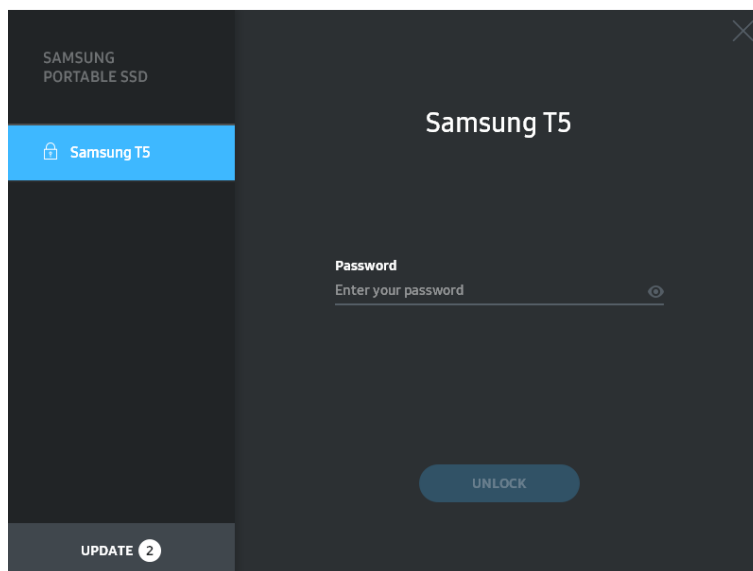 SAMSUNG
PORTABLE SSD
Samsung T5
Samsung T5
Password
Enter your password
UNLOCK
UPDATE 2